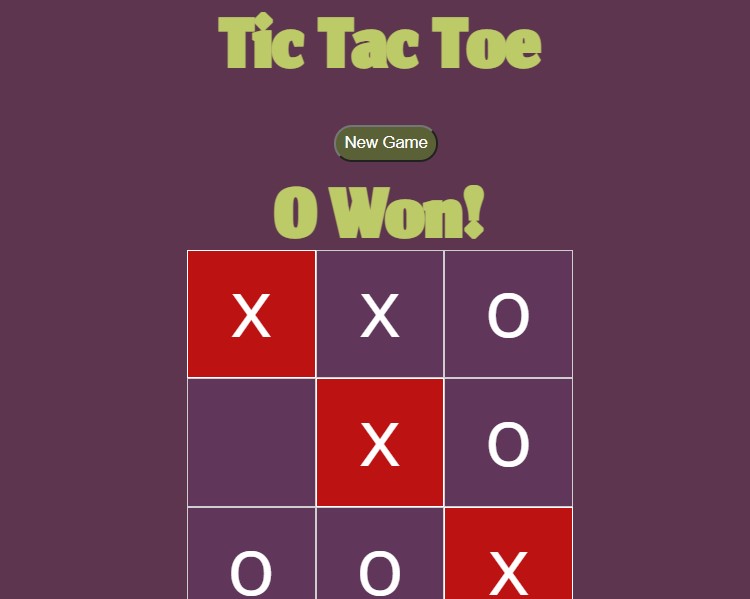 Tic Tac Toe
New Game
O Won!
X X O
X O
O O X